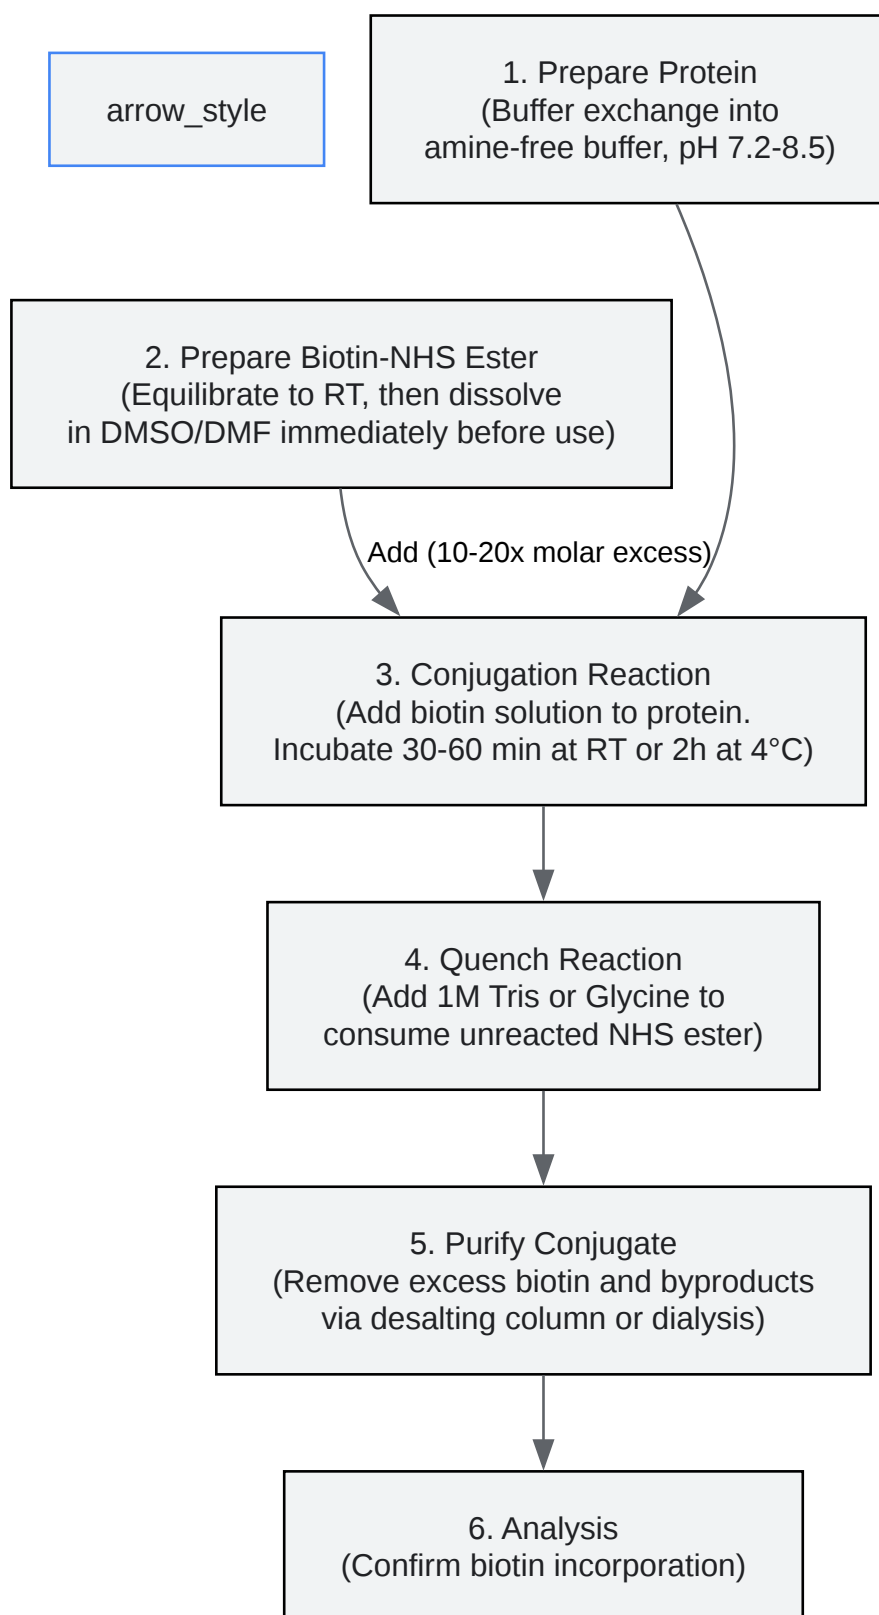 arrow_style
1. Prepare Protein
(Buffer exchange into
amine-free buffer, pH 7.2-8.5)
2. Prepare Biotin-NHS Ester
(Equilibrate to RT, then dissolve
in DMSO/DMF immediately before use)
Add (10-20x molar excess)
3. Conjugation Reaction
(Add biotin solution to protein.
Incubate 30-60 min at RT or 2h at 4°C)
4. Quench Reaction
(Add 1M Tris or Glycine to
consume unreacted NHS ester)
5. Purify Conjugate
(Remove excess biotin and byproducts
via desalting column or dialysis)
6. Analysis
(Confirm biotin incorporation)